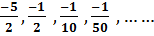 -5/2, -1/2, -1/10, -1/50, ... ...